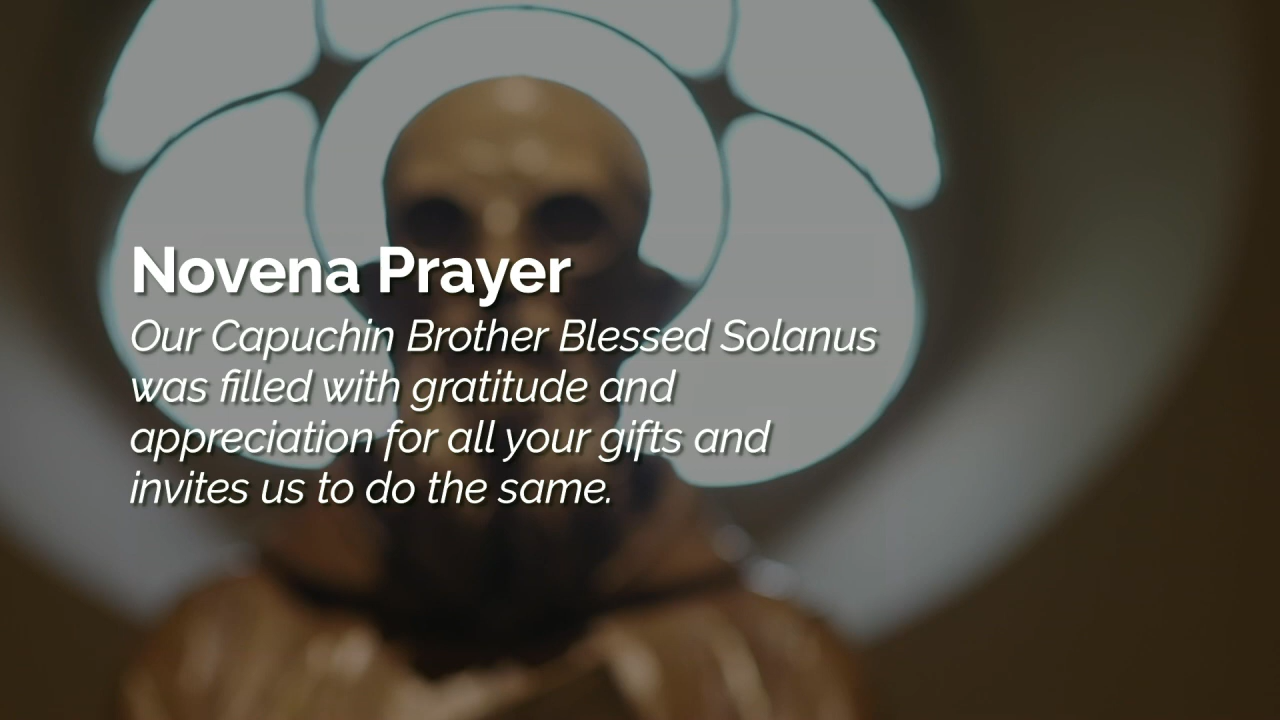 Novena Prayer
Our Capuchin Brother Blessed Solanus
was filled with gratitude and
appreciation for all your gifts and
invites us to do the same.